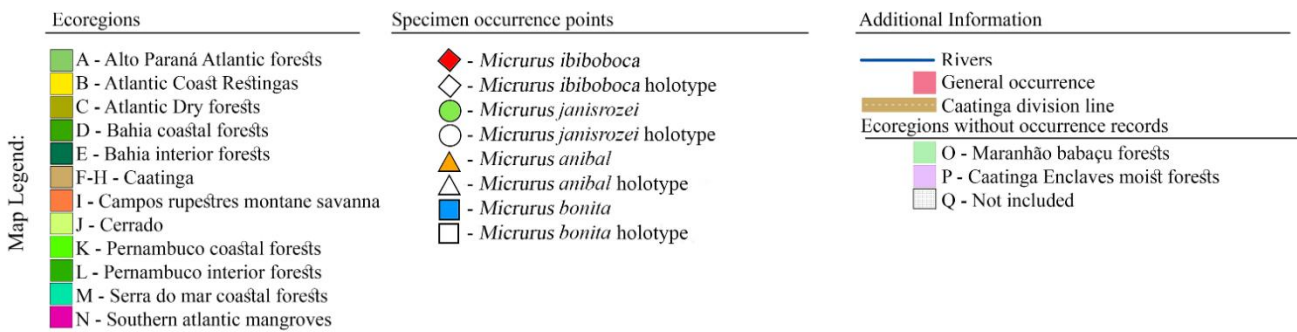 Map Legend:
Ecoregions
A - Alto Paraná Atlantic forests
B - Atlantic Coast Restingas
C - Atlantic Dry forests
D - Bahia coastal forests
E - Bahia interior forests
F-H - Caatinga
I - Campos rupestres montane savanna
J - Cerrado
K - Pernambuco coastal forests
L - Pernambuco interior forests
M - Serra do mar coastal forests
N - Southern atlantic mangroves
Specimen occurrence points
- Micrurus ibiboboca
- Micrurus ibiboboca holotype
- Micrurus janisrozei
- Micrurus janisrozei holotype
- Micrurus anibal
- Micrurus anibal holotype
- Micrurus bonita
- Micrurus bonita holotype
Additional Information
Rivers
General occurrence
Caatinga division line
Ecoregions without occurrence records
O - Maranhão babaçu forests
P - Caatinga Enclaves moist forests
Q - Not included